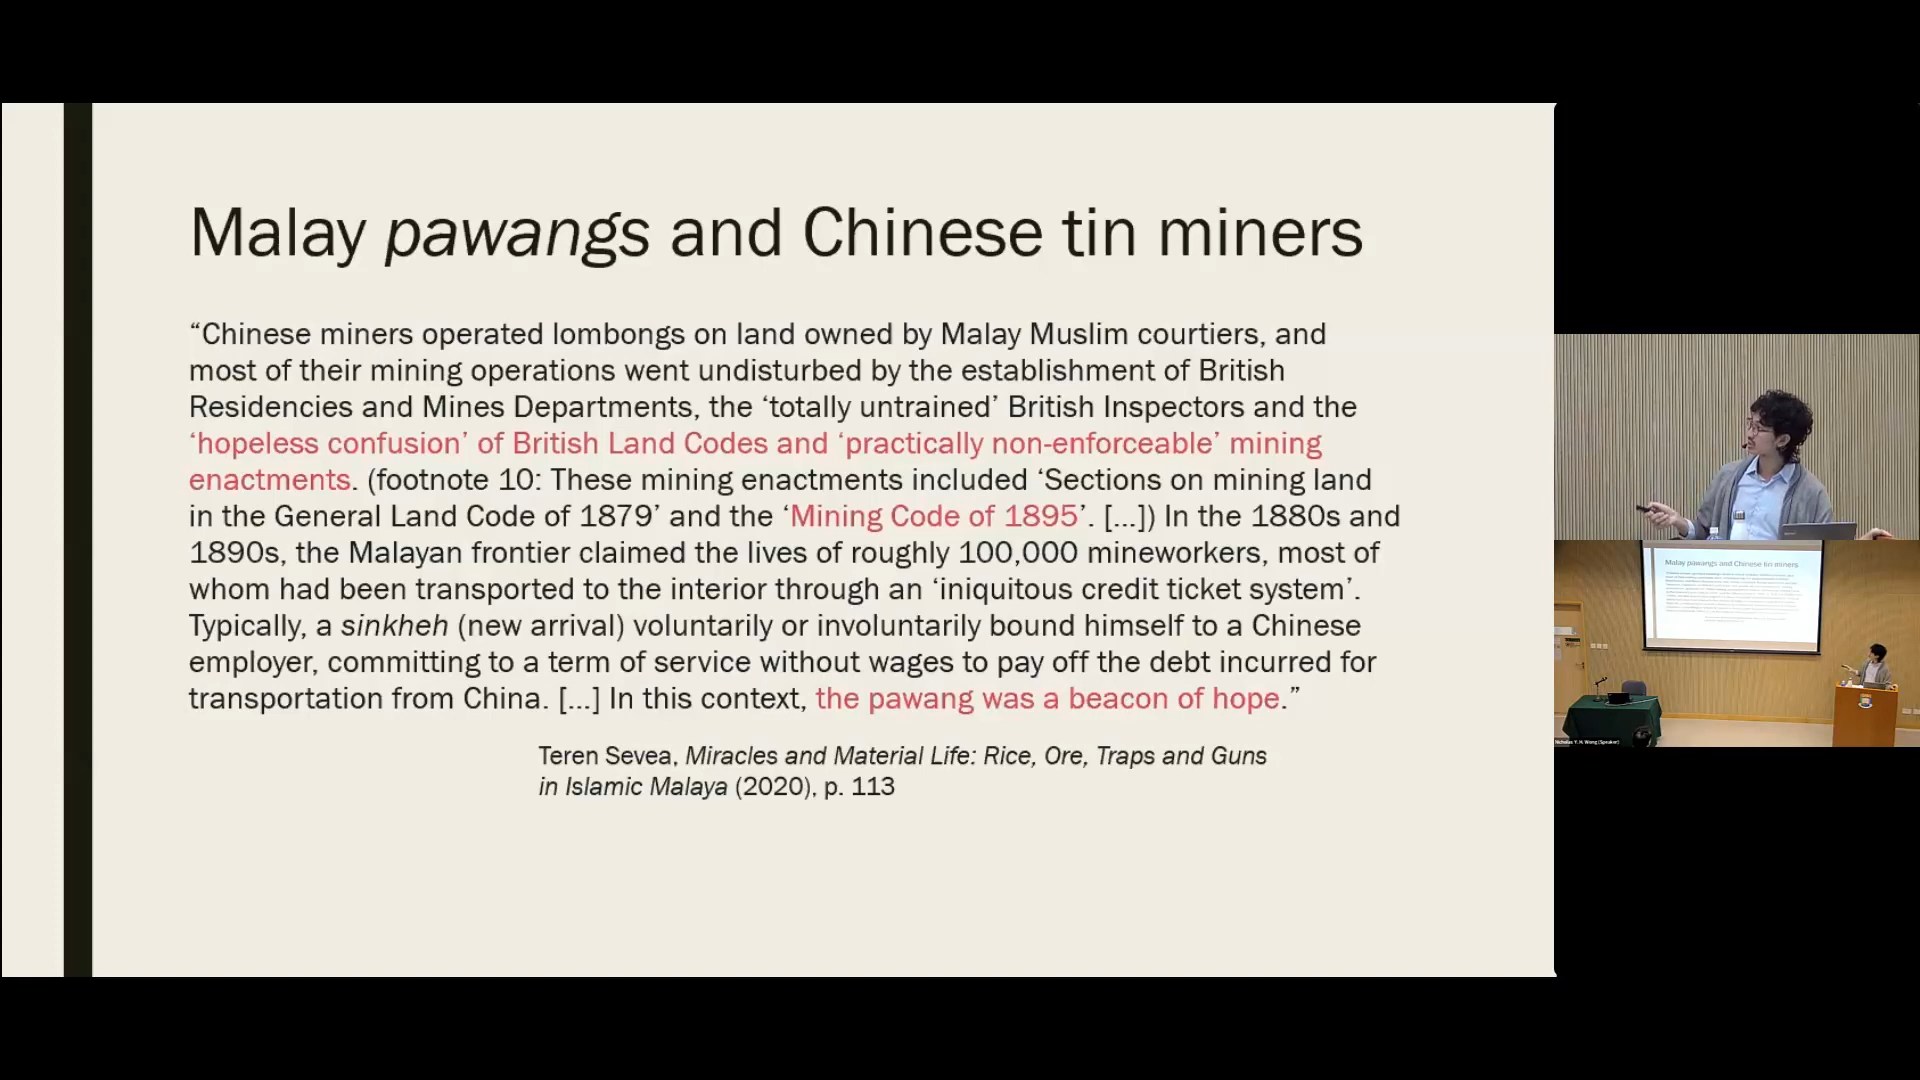 Malay pawangs and Chinese tin miners
“Chinese miners operated lombongs on land owned by Malay Muslim courtiers, and
most of their mining operations went undisturbed by the establishment of British
Residencies and Mines Departments, the ‘totally untrained’ British Inspectors and the
‘hopeless confusion’ of British Land Codes and ‘practically non-enforceable’ mining
enactments. (footnote 10: These mining enactments included ‘Sections on mining land
in the General Land Code of 1879’ and the ‘Mining Code of 1895’. [...]) In the 1880s and
1890s, the Malayan frontier claimed the lives of roughly 100,000 mineworkers, most of
whom had been transported to the interior through an ‘iniquitous credit ticket system’.
Typically, a sinkheh (new arrival) voluntarily or involuntarily bound himself to a Chinese
employer, committing to a term of service without wages to pay off the debt incurred for
transportation from China. [...] In this context, the pawang was a beacon of hope.”
Teren Sevea, Miracles and Material Life: Rice, Ore, Traps and Guns
in Islamic Malaya (2020), p. 113
Malay pawangs and Chinese tin miners
Nicholas Y. H. Wong (Speaker)